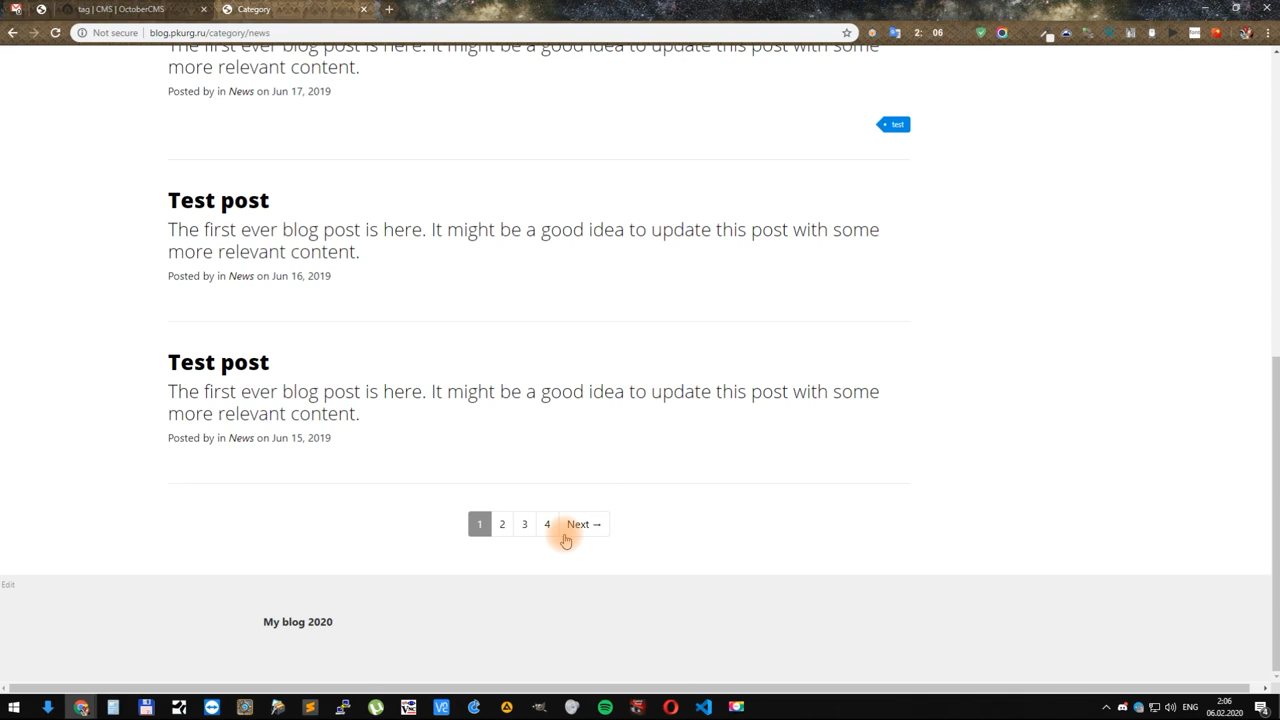 tag | CMS | OctoberCMS
Category
Not secure
blog.pkurg.ru/category/news
2: 06
The first ever blog post is here. It might be a good idea to update this post with some
more relevant content.
Posted by in News on Jun 17, 2019
test
Test post
The first ever blog post is here. It might be a good idea to update this post with some
more relevant content.
Posted by in News on Jun 16, 2019
Test post
The first ever blog post is here. It might be a good idea to update this post with some
more relevant content.
Posted by in News on Jun 15, 2019
1 2 3 4 Next →
Edit
My blog 2020
2:06
06.02.2020